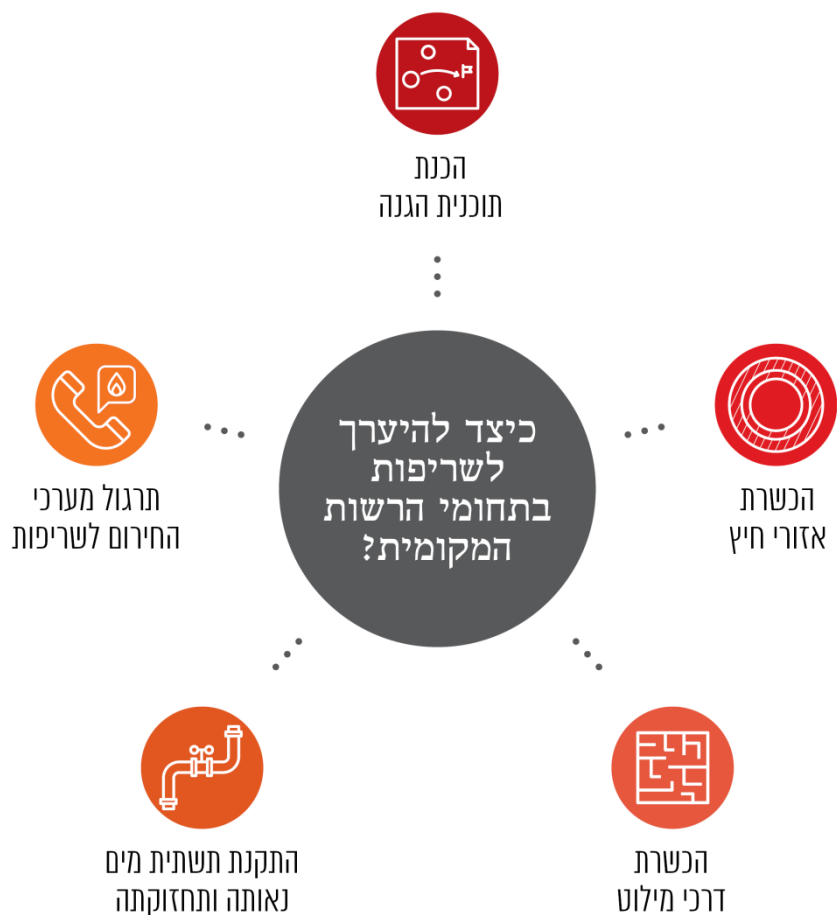 הכנת
תוכנית הגנה
כיצד להיערך
לשריפות
בתחומי הרשות
המקומית?
הכשרת
אזורי חיץ
הכשרת
דרכי מילוט
התקנת תשתית מים
נאותה ותחזוקתה
תרגול מערכי
החירום לשריפות